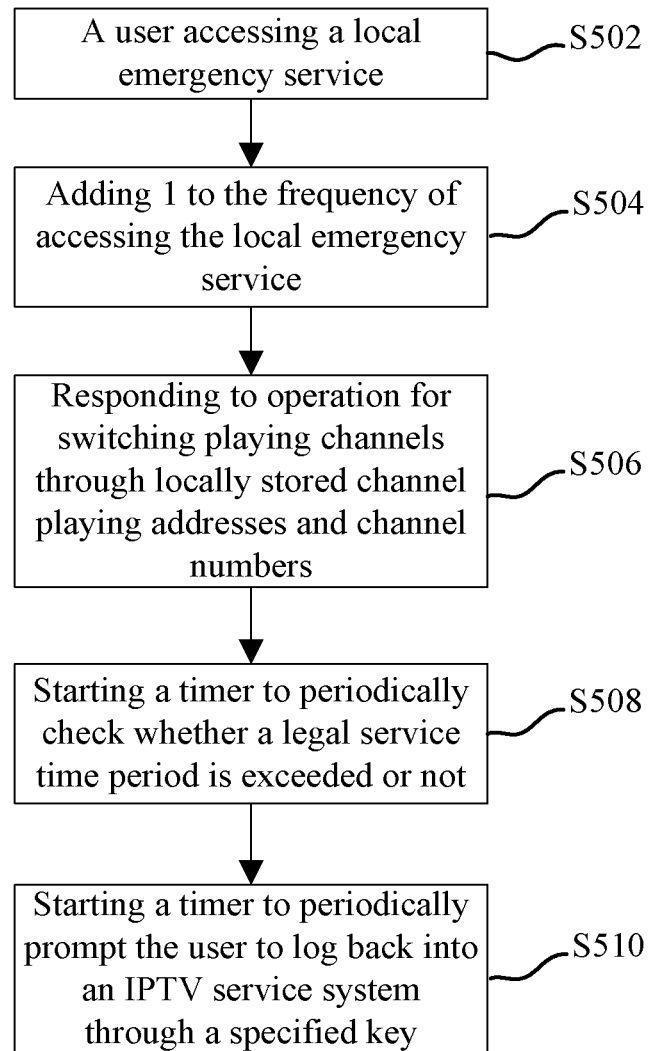 A user accessing a local
emergency service
S502
Adding 1 to the frequency of
accessing the local emergency
service
S504
Responding to operation for
switching playing channels
through locally stored channel
playing addresses and channel
numbers
S506
Starting a timer to periodically
check whether a legal service
time period is exceeded or not
S508
Starting a timer to periodically
prompt the user to log back into
an IPTV service system
through a specified key
S510